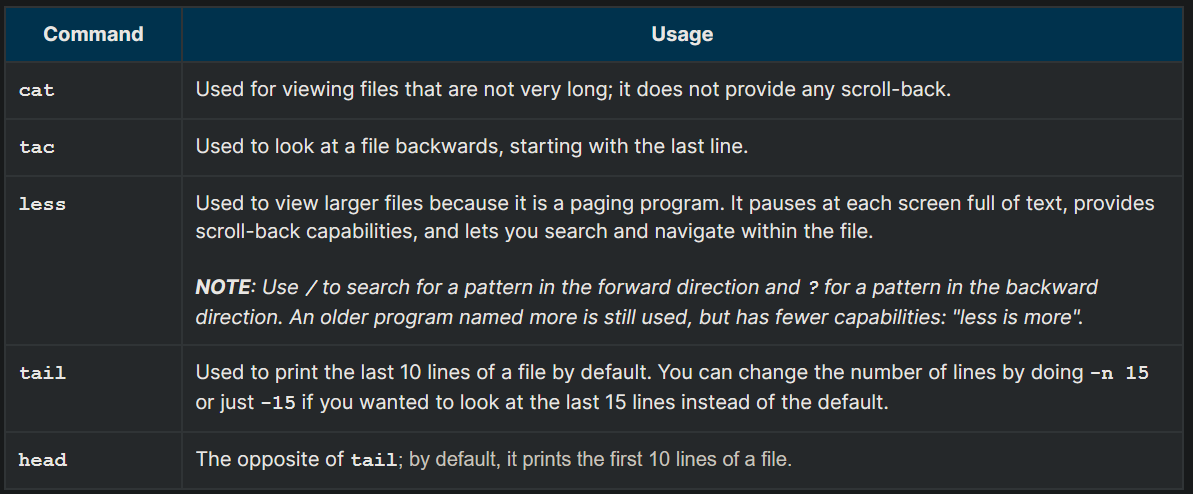 Command Usage
cat Used for viewing files that are not very long; it does not provide any scroll-back.
tac Used to look at a file backwards, starting with the last line.
less Used to view larger files because it is a paging program. It pauses at each screen full of text, provides
scroll-back capabilities, and lets you search and navigate within the file.
NOTE: Use / to search for a pattern in the forward direction and ? for a pattern in the backward
direction. An older program named more is still used, but has fewer capabilities: "less is more".
tail Used to print the last 10 lines of a file by default. You can change the number of lines by doing -n 15
or just -15 if you wanted to look at the last 15 lines instead of the default.
head The opposite of tail; by default, it prints the first 10 lines of a file.